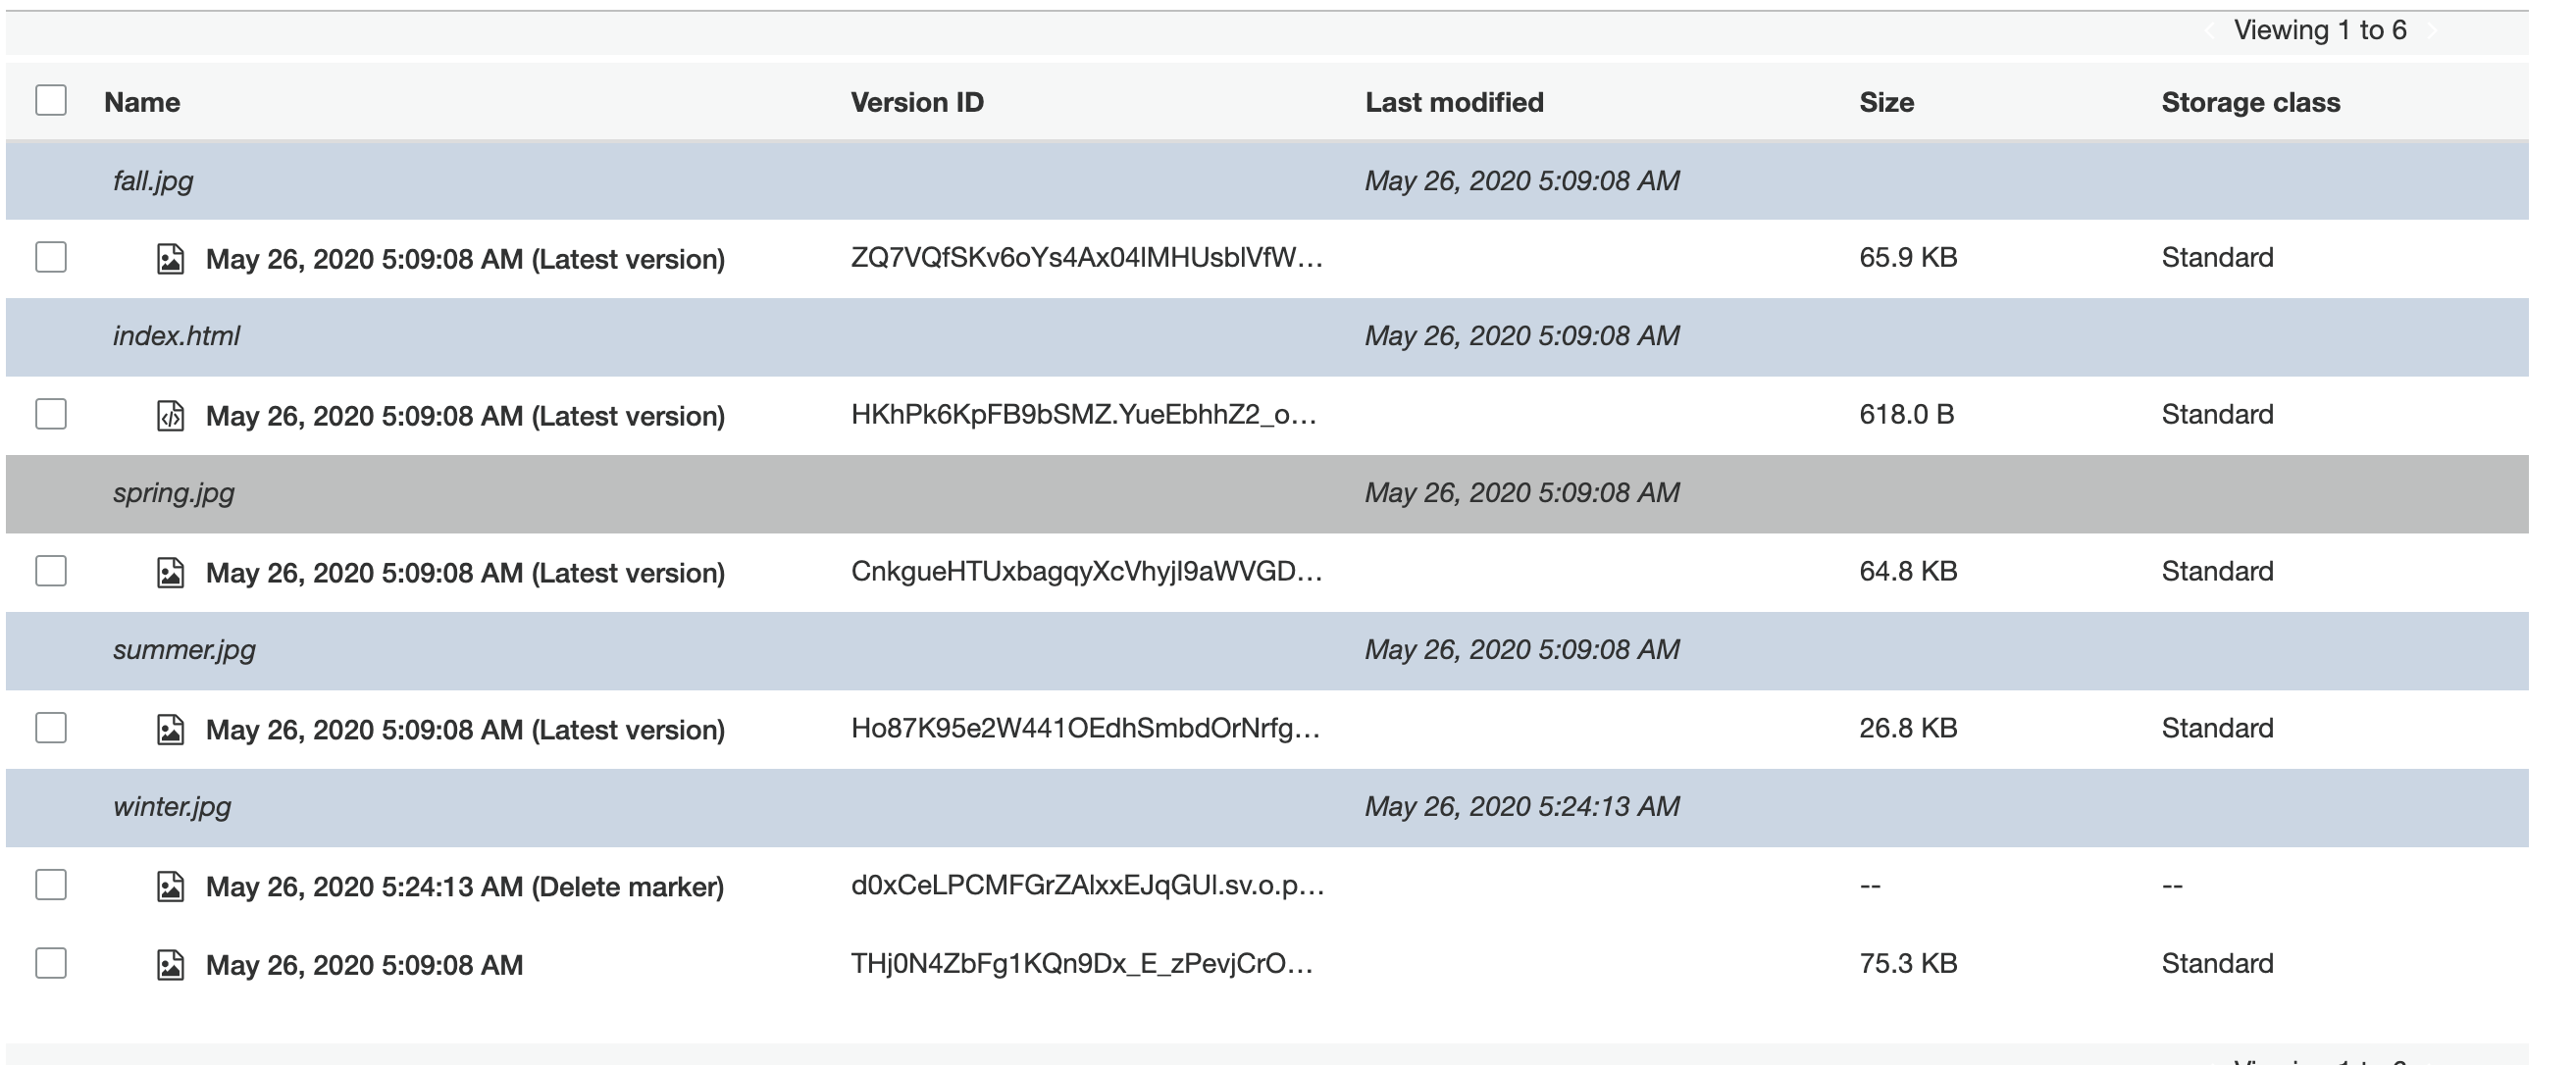 Viewing 1 to 6
Name Version ID Last modified Size Storage class
fall.jpg May 26, 2020 5:09:08 AM
May 26, 2020 5:09:08 AM (Latest version) ZQ7VQfSKv6oYs4Ax04IMHUsblVfW... 65.9 KB Standard
index.html May 26, 2020 5:09:08 AM
May 26, 2020 5:09:08 AM (Latest version) HKhPk6KpFB9bSMZ.YueEbhhZ2_o... 618.0 B Standard
spring.jpg May 26, 2020 5:09:08 AM
May 26, 2020 5:09:08 AM (Latest version) CnkgueHTUxbagqyXcVhyjI9aWVGD... 64.8 KB Standard
summer.jpg May 26, 2020 5:09:08 AM
May 26, 2020 5:09:08 AM (Latest version) Ho87K95e2W441OEdhSmbdOrNrfg... 26.8 KB Standard
winter.jpg May 26, 2020 5:24:13 AM
May 26, 2020 5:24:13 AM (Delete marker) d0xCeLPCMFGrZAlxxEJqGUl.sv.o.p... -- --
May 26, 2020 5:09:08 AM THj0N4ZbFg1KQn9Dx_E_zPevjCrO... 75.3 KB Standard